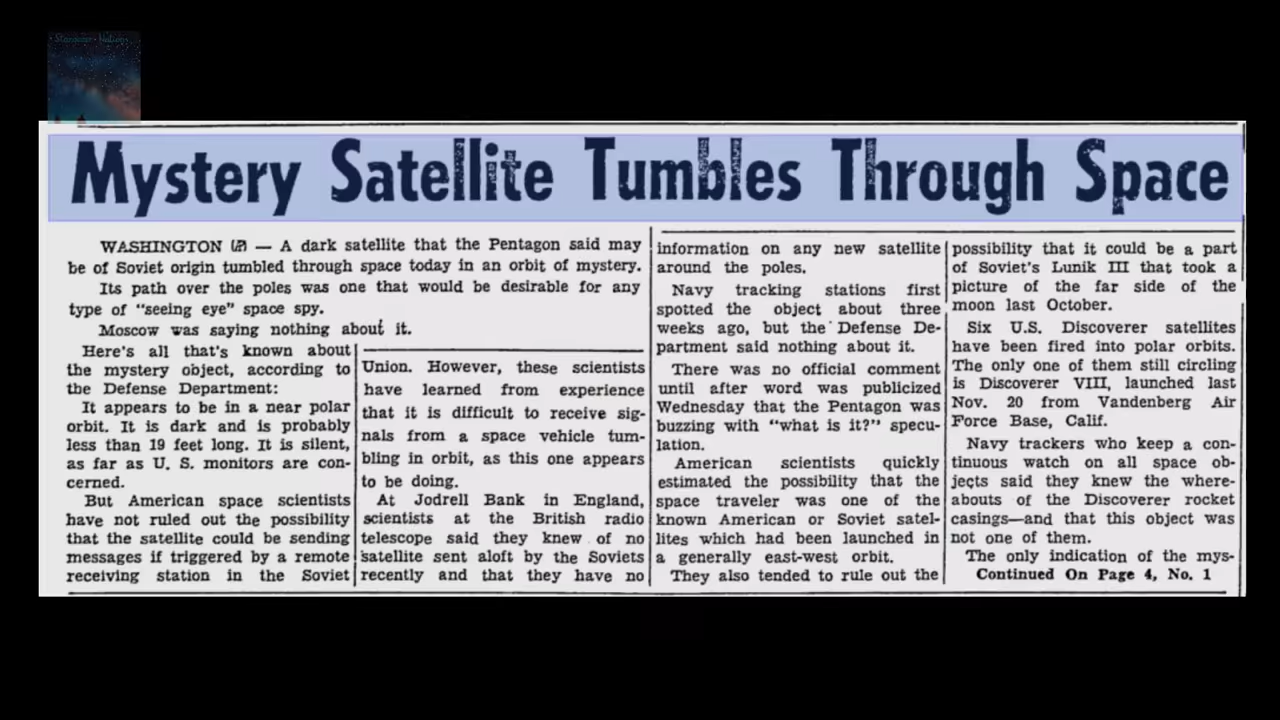 Mystery Satellite Tumbles Through Space
WASHINGTON (AP) — A dark satellite that the Pentagon said may
be of Soviet origin tumbled through space today in an orbit of mystery.
Its path over the poles was one that would be desirable for any
type of "seeing eye" space spy.
Moscow was saying nothing about it.
Here's all that's known about
the mystery object, according to
the Defense Department:
It appears to be in a near polar
orbit. It is dark and is probably
less than 19 feet long. It is silent,
as far as U. S. monitors are con-
cerned.
But American space scientists
have not ruled out the possibility
that the satellite could be sending
messages if triggered by a remote
receiving station in the Soviet
Union. However, these scientists
have learned from experience
that it is difficult to receive sig-
nals from a space vehicle tum-
bling in orbit, as this one appears
to be doing.
At Jodrell Bank in England,
scientists at the British radio
telescope said they knew of no
satellite sent aloft by the Soviets
recently and that they have no
information on any new satellite
around the poles.
Navy tracking stations first
spotted the object about three
weeks ago, but the Defense De-
partment said nothing about it.
There was no official comment
until after word was publicized
Wednesday that the Pentagon was
buzzing with "what is it?" specu-
lation.
American scientists quickly
estimated the possibility that the
space traveler was one of the
known American or Soviet satel-
lites which had been launched in
a generally east-west orbit.
They also tended to rule out the
possibility that it could be a part
of Soviet's Lunik III that took a
picture of the far side of the
moon last October.
Six U.S. Discoverer satellites
have been fired into polar orbits.
The only one of them still circling
is Discoverer VIII, launched last
Nov. 20 from Vandenberg Air
Force Base, Calif.
Navy trackers who keep a con-
tinuous watch on all space ob-
jects said they knew the where-
abouts of the Discoverer rocket
casings—and that this object was
not one of them.
The only indication of the mys-
Continued On Page 4, No. 1